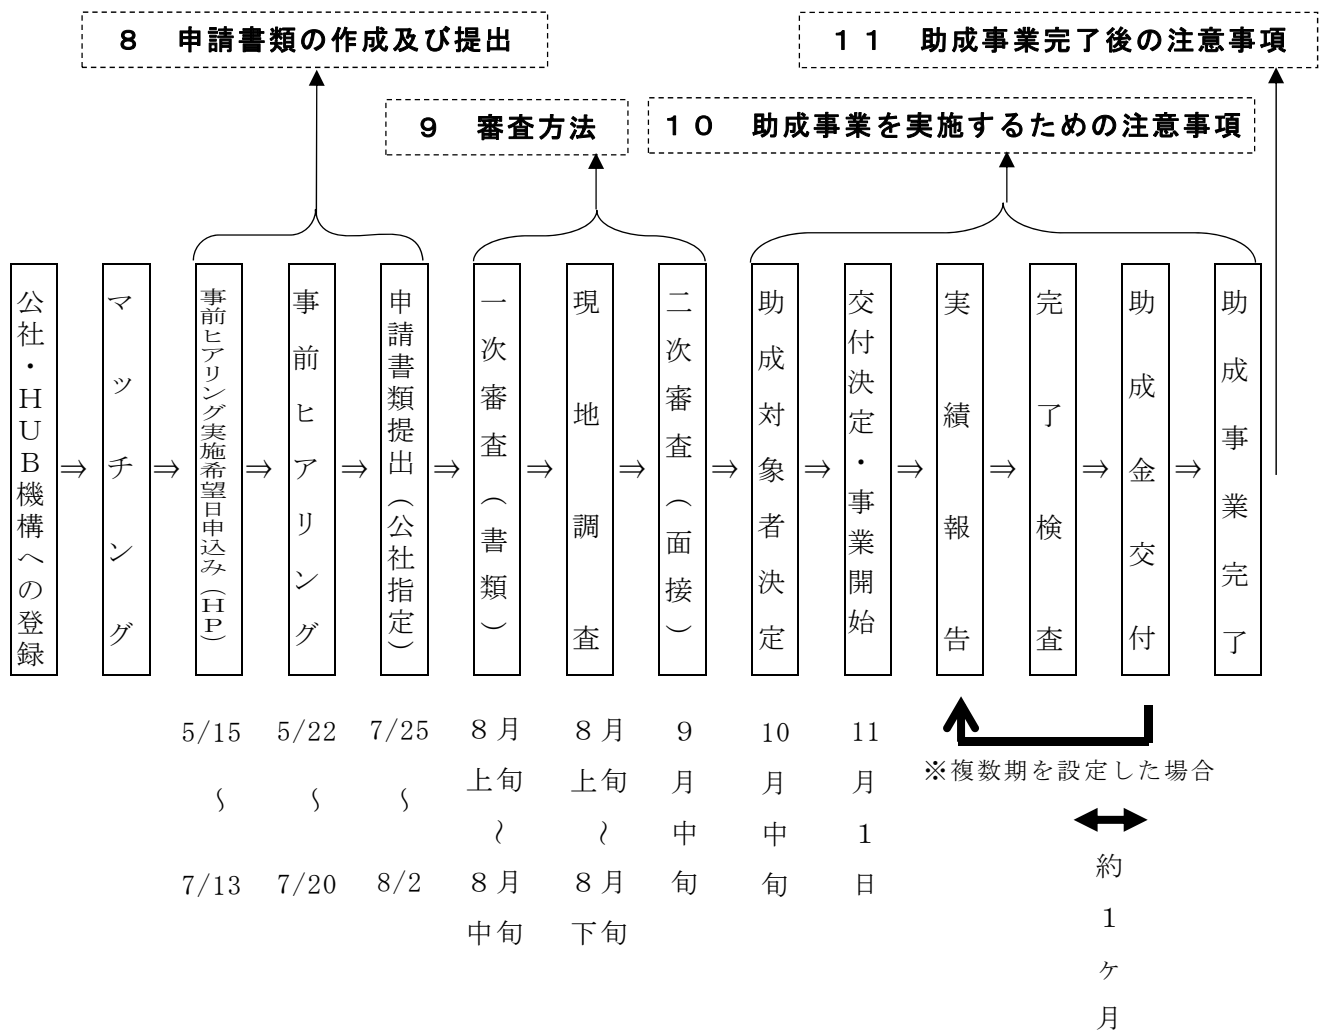 ８　申請書類の作成及び提出
１１　助成事業完了後の注意事項
９　審査方法
１０　助成事業を実施するための注意事項
公社・ＨＵＢ機構への登録
⇒
マッチング
⇒
事前ヒアリング実施希望日申込み（ＨＰ）
⇒
事前ヒアリング
⇒
申請書類提出（公社指定）
⇒
一次審査（書類）
⇒
現地調査
⇒
二次審査（面接）
⇒
助成対象者決定
⇒
交付決定・事業開始
⇒
実績報告
⇒
完了検査
⇒
助成金交付
⇒
助成事業完了
5/15～7/13
5/22～7/20
7/25～8/2
８月上旬～８月中旬
８月上旬～８月下旬
９月中旬
10月中旬
11月１日
※複数期を設定した場合
約１ヶ月